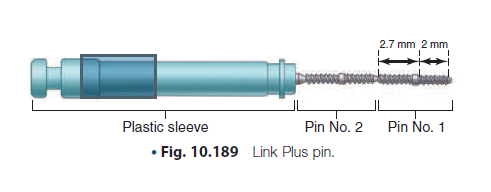 2.7 mm 2 mm
Plastic sleeve Pin No. 2 Pin No. 1
• Fig. 10.189 Link Plus pin.